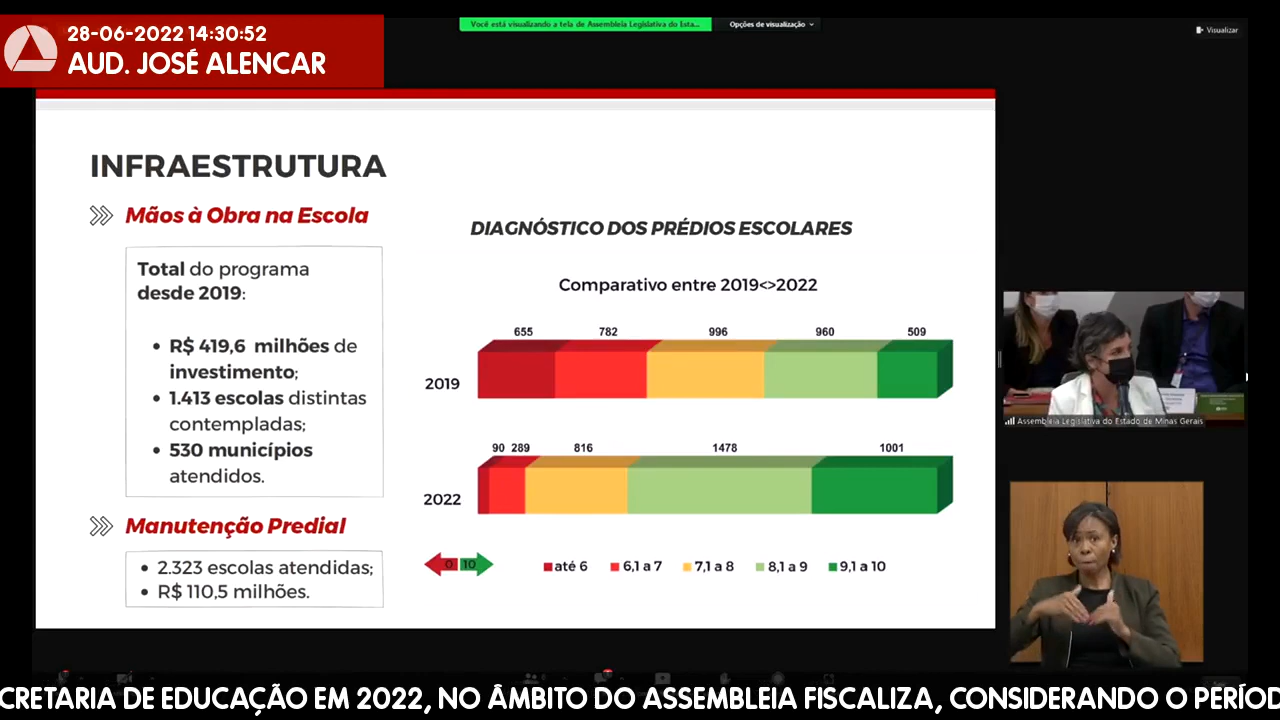 28-06-2022 14:30:52
AUD. JOSÉ ALENCAR
Você está visualizando a tela de Assembleia Legislativa do Esta...
Opções de visualização
Visualizar
INFRAESTRUTURA
Mãos à Obra na Escola
Total do programa
desde 2019:
• R$ 419,6 milhões de
investimento;
• 1.413 escolas distintas
contempladas;
• 530 municípios
atendidos.
Manutenção Predial
• 2.323 escolas atendidas;
• R$ 110,5 milhões.
DIAGNÓSTICO DOS PRÉDIOS ESCOLARES
Comparativo entre 2019<>2022
655 782 996 960 509
2019
90 289 816 1478 1001
2022
0 10
até 6 6,1 a 7 7,1 a 8 8,1 a 9 9,1 a 10
Assembleia Legislativa do Estado de Minas Gerais
CRETARIA DE EDUCAÇÃO EM 2022, NO ÂMBITO DO ASSEMBLEIA FISCALIZA, CONSIDERANDO O PERÍOD